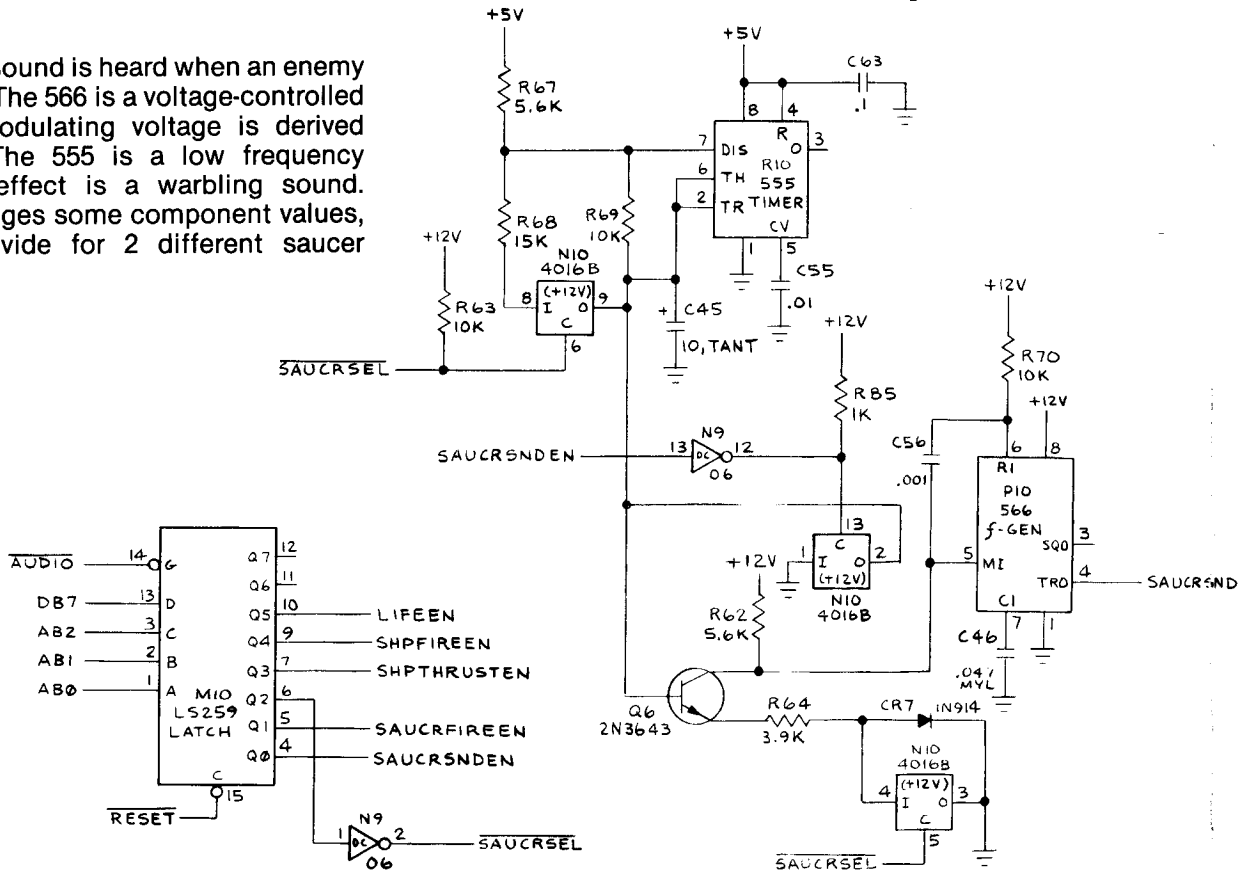 ound is heard when an enemy
The 566 is a voltage-controlled
odulating voltage is derived
The 555 is a low frequency
effect is a warbling sound.
ges some component values,
vide for 2 different saucer
+5V
R67
5.6K
R68
15K
R69
10K
+12V
R63
10K
SAUCRSEL
N10
4016B
(+12V)
8 I O 9
C
6
+5V
C63
.1
8 4
7 DIS R O 3
6 TH R10
555
2 TR TIMER
CV
1 5
C55
.01
+ C45
10, TANT
+12V
R85
1K
SAUCRSNDEN
N9
13 DC 12
06
13
1 I C O 2
(+12V)
N10
4016B
+12V
R62
5.6K
Q6
2N3643
R64
3.9K
CR7 1N914
N10
4016B
(+12V)
4 I O 3
C
5
SAUCRSEL
+12V
R70
10K
+12V
C56
.001
6 8
R1
P10
566
f-GEN
SQO 3
5 MI
TRO 4
SAUCRSND
C1
7 1
C46
.047
MYL
AUDIO 14 G
DB7 13 D
AB2 3 C
AB1 2 B
AB0 1 A
M10
LS259
LATCH
Q7 12
Q6 11
Q5 10 LIFEEN
Q4 9 SHPFIREEN
Q3 7 SHPTHRUSTEN
Q2 6
Q1 5 SAUCRFIREEN
Q0 4 SAUCRSNDEN
C
15
RESET
N9
1 DC 2
06
SAUCRSEL